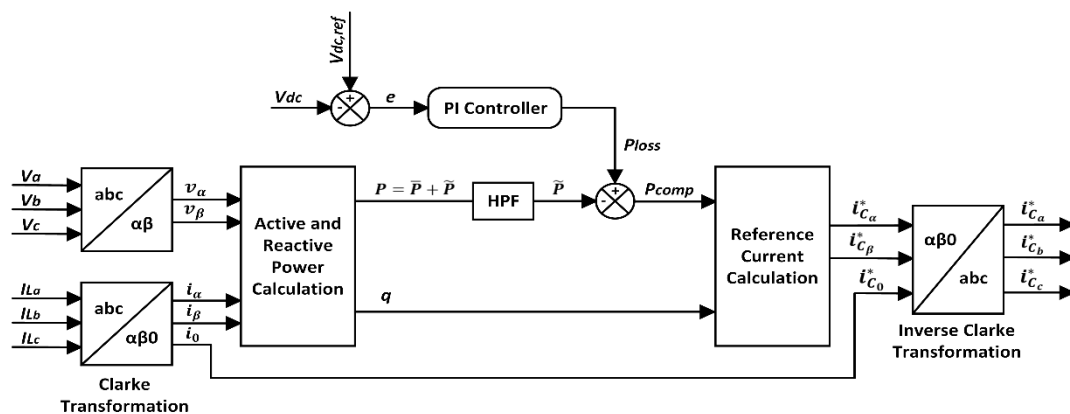 Vdc,ref
Vdc
+
-
e
PI Controller
Ploss
Va
Vb
Vc
abc
αβ
vα
vβ
Active and
Reactive
Power
Calculation
P = P̅ + P̃
HPF
P̃
+
-
Pcomp
Reference
Current
Calculation
i*Cα
i*Cβ
i*C0
αβ0
abc
i*Ca
i*Cb
i*Cc
Inverse Clarke
Transformation
ILa
ILb
ILc
abc
αβ0
iα
iβ
i0
q
Clarke
Transformation